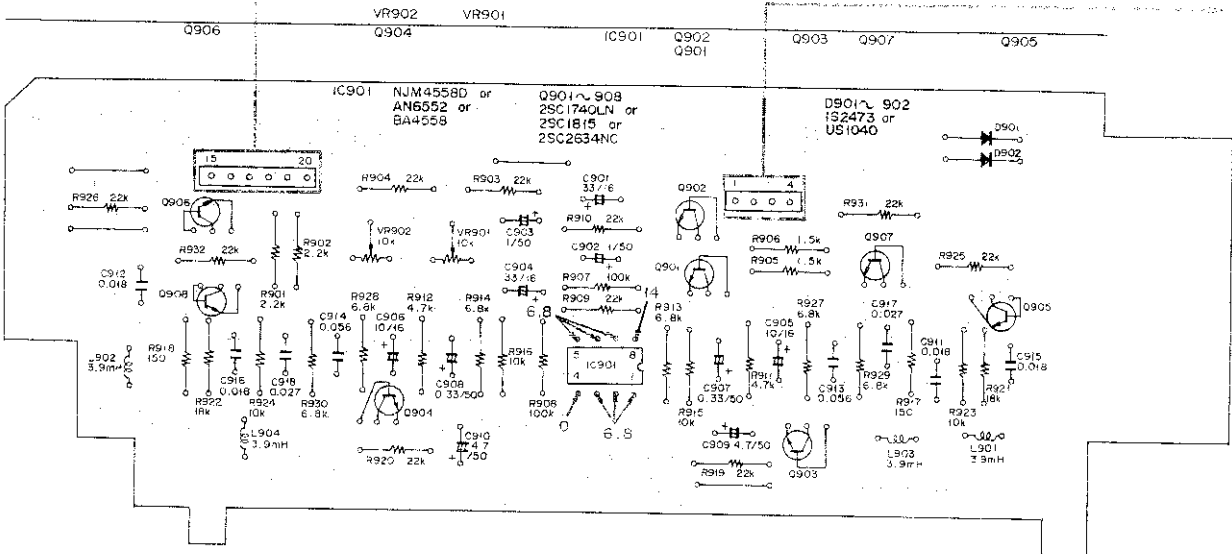 VR902 VR901
Q906 Q904 IC901 Q902 Q903 Q907 Q905
Q901
IC901 NJM4558D or
AN6552 or
BA4558
Q901~908
2SC1740LN or
2SC1815 or
2SC2634NC
D901~902
1S2473 or
US1040
D901
D902
15 20
R904 22k
R903 22k
C901
33/16
Q902
1 4
R926 22k
Q906
R902
2.2k
VR902
10k
VR901
10k
C903
1/50
R910 22k
R931 22k
R932 22k
C902 1/50
R906 1.5k
R905 1.5k
Q907
R925 22k
C912
0.018
Q908
R901
2.2k
C904
33/16
R907 100k
R909 22k
Q901
14
6.8
R928
6.8k
R912
4.7k
R914
6.8k
R913
6.8k
R927
6.8k
C917
0.027
Q905
C914
0.056
C906
10/16
C905
10/16
L902
3.9mH
R918
150
R916
10k
5 8
IC901
4
C911
0.018
C915
0.018
C916
0.018
C918
0.027
C908
0.33/50
C907
0.33/50
R911
4.7k
C913
0.056
R929
6.8k
R922
18k
R924
10k
R930
6.8k
Q904
R908
100k
0
6.8
R915
10k
R917
150
R923
10k
R921
18k
L904
3.9mH
C910
4.7
/50
C909 4.7/50
Q903
L903
3.9mH
L901
3.9mH
R920 22k
R919 22k